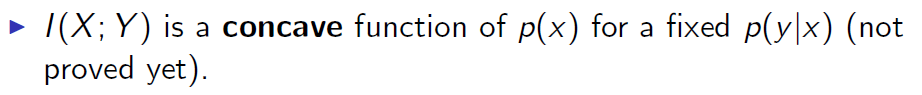 ▶ I(X; Y) is a concave function of p(x) for a fixed p(y|x) (not
proved yet).